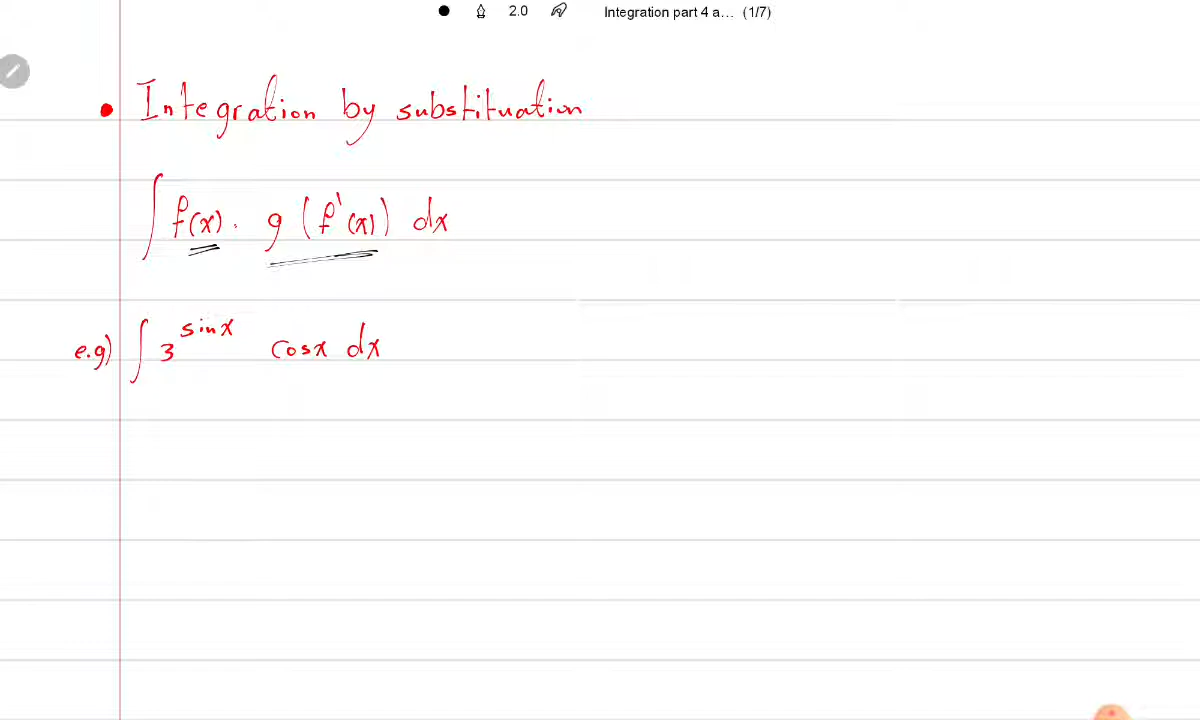 2.0 Integration part 4 a... (1/7)
• Integration by substituation
∫ f(x) . g (f'(x)) dx
e.g) ∫ 3^sinx cosx dx